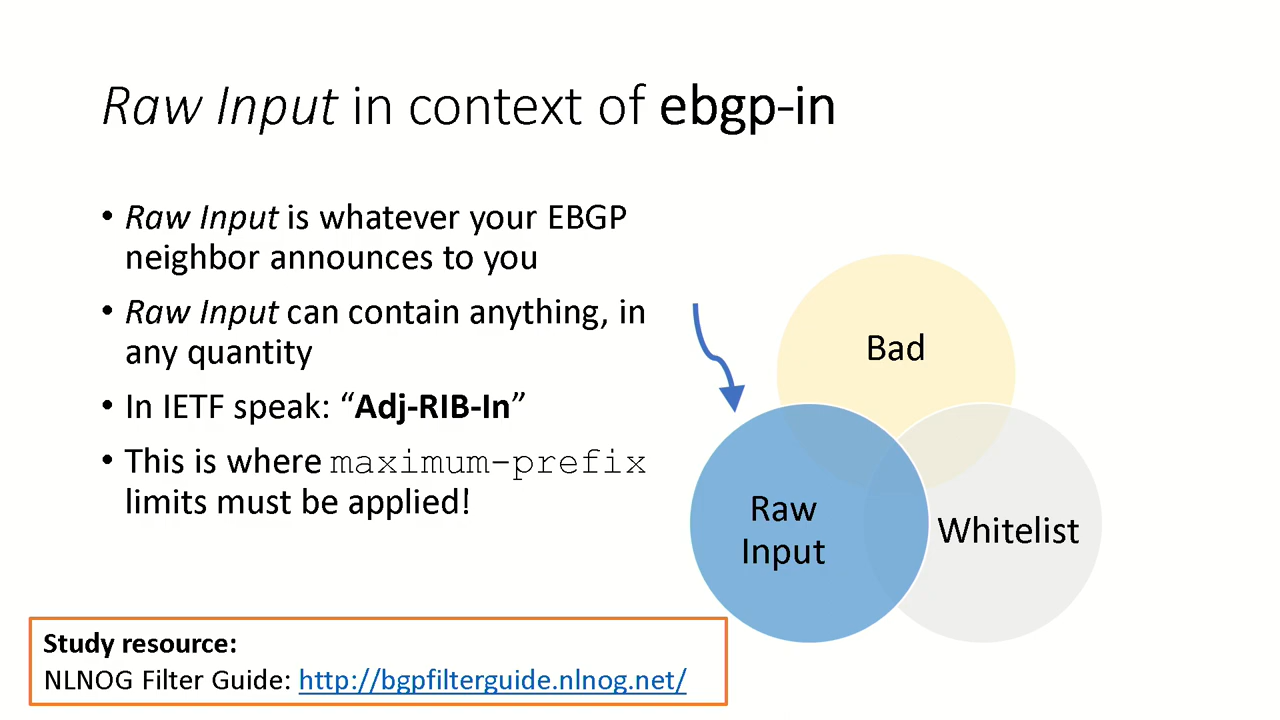 Raw Input in context of ebgp-in
• Raw Input is whatever your EBGP
neighbor announces to you
• Raw Input can contain anything, in
any quantity
• In IETF speak: “Adj-RIB-In”
• This is where maximum-prefix
limits must be applied!
Bad
Raw
Input
Whitelist
Study resource:
NLNOG Filter Guide: http://bgpfilterguide.nlnog.net/